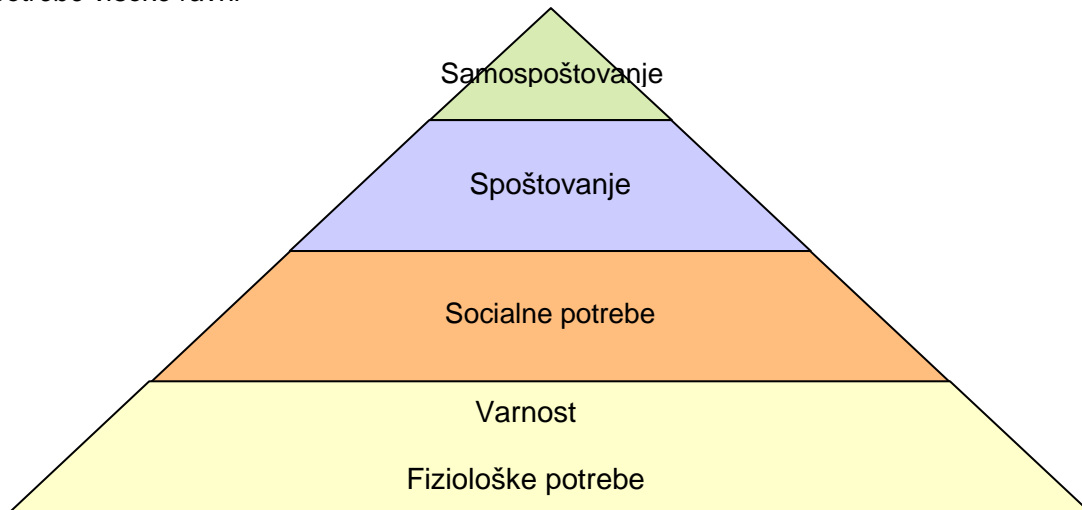 Samospoštovanje
Spoštovanje
Socialne potrebe
Varnost
Fiziološke potrebe